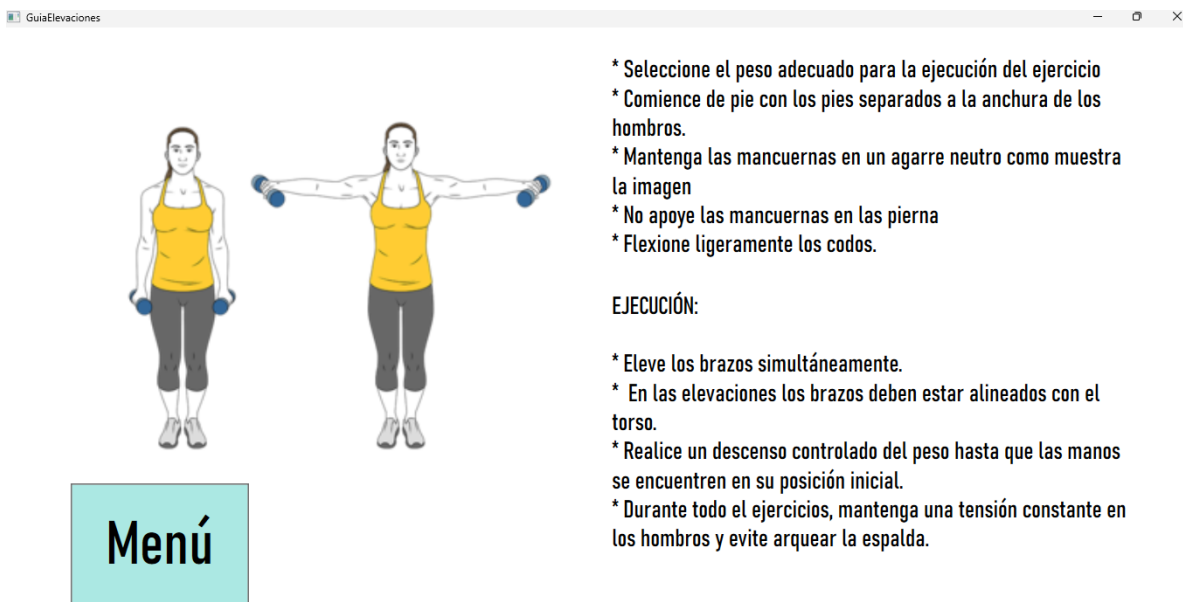 GuiaElevaciones
* Seleccione el peso adecuado para la ejecución del ejercicio
* Comience de pie con los pies separados a la anchura de los
hombros.
* Mantenga las mancuernas en un agarre neutro como muestra
la imagen
* No apoye las mancuernas en las pierna
* Flexione ligeramente los codos.
EJECUCIÓN:
* Eleve los brazos simultáneamente.
*  En las elevaciones los brazos deben estar alineados con el
torso.
* Realice un descenso controlado del peso hasta que las manos
se encuentren en su posición inicial.
* Durante todo el ejercicios, mantenga una tensión constante en
los hombros y evite arquear la espalda.
Menú